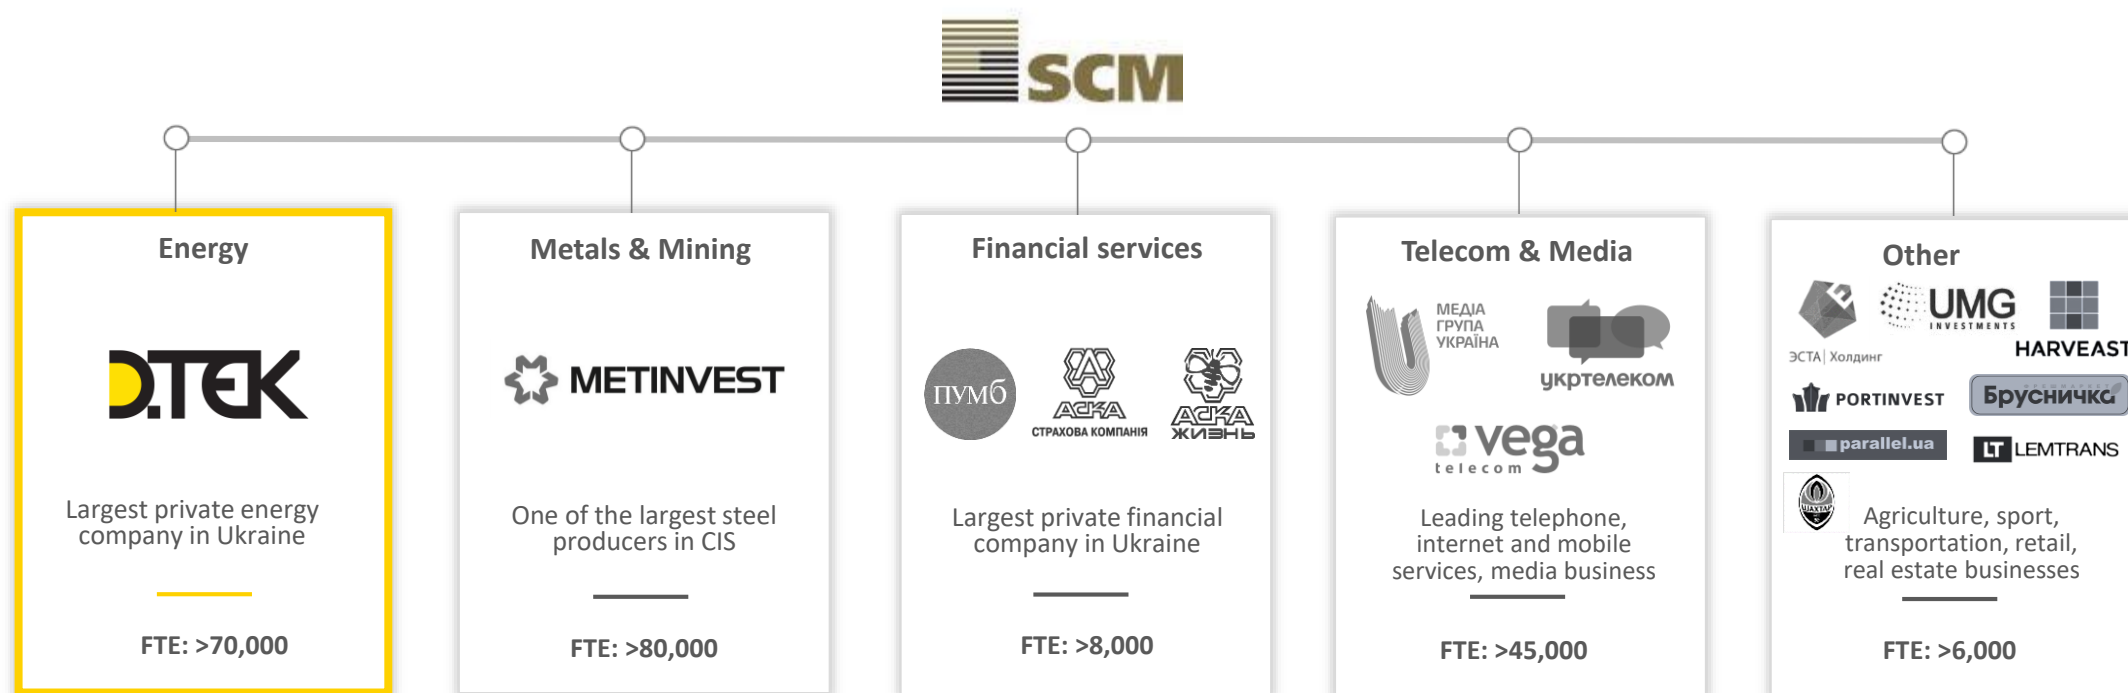 SCM
Energy
D.TEK
Largest private energy
company in Ukraine
FTE: >70,000
Metals & Mining
METINVEST
One of the largest steel
producers in CIS
FTE: >80,000
Financial services
ПУМб
АСКА
СТРАХОВА КОМПАНІЯ
АСКА
ЖИЗНЬ
Largest private financial
company in Ukraine
FTE: >8,000
Telecom & Media
МЕДІА
ГРУПА
УКРАЇНА
укртелеком
vega
telecom
Leading telephone,
internet and mobile
services, media business
FTE: >45,000
Other
ЭСТА | Холдинг
UMG
INVESTMENTS
HARVEAST
PORTINVEST
Брусничка
parallel.ua
LT LEMTRANS
ШАХТАР
Agriculture, sport,
transportation, retail,
real estate businesses
FTE: >6,000